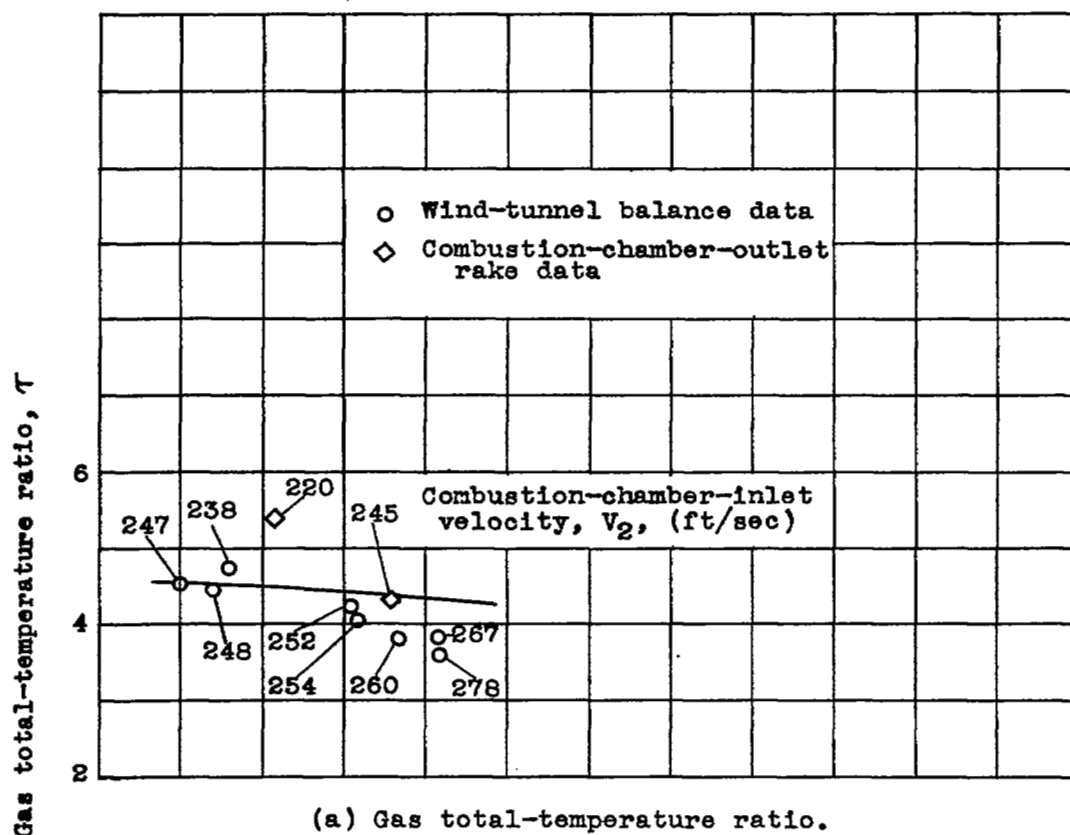 Gas total-temperature ratio, τ
Wind-tunnel balance data
Combustion-chamber-outlet
rake data
6
220
Combustion-chamber-inlet
velocity, V₂, (ft/sec)
247
238
245
4
248
252
267
254
260
278
2
(a) Gas total-temperature ratio.